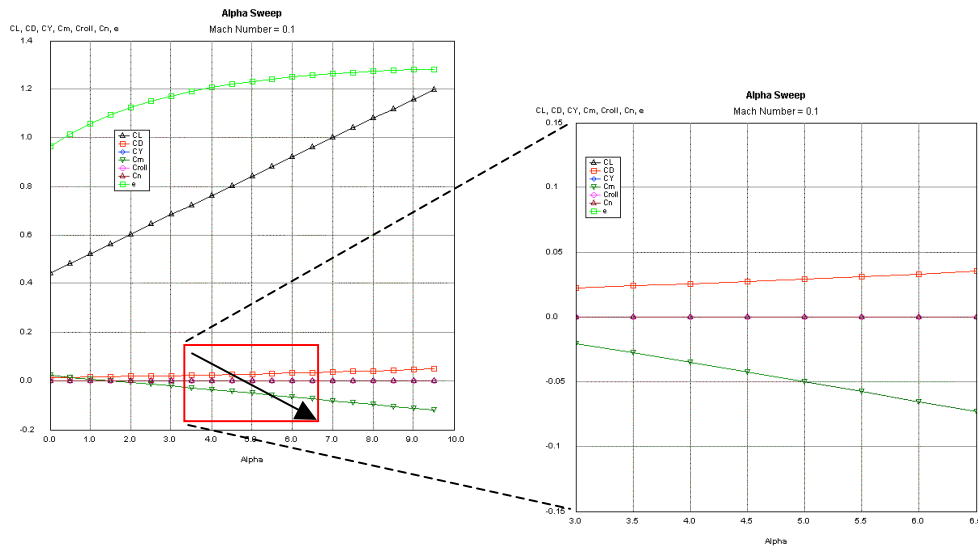 Alpha Sweep
CL, CD, CY, Cm, Croll, Cn, e
Mach Number = 0.1
1.4
1.2
1.0
0.8
0.6
0.4
0.2
0.0
-0.2
CL
CD
CY
Cm
Croll
Cn
e
0.0 1.0 2.0 3.0 4.0 5.0 6.0 7.0 8.0 9.0 10.0
Alpha
Alpha Sweep
CL, CD, CY, Cm, Croll, Cn, e
Mach Number = 0.1
0.15
0.1
0.05
0.0
-0.05
-0.1
-0.15
CL
CD
CY
Cm
Croll
Cn
e
3.0 3.5 4.0 4.5 5.0 5.5 6.0 6.5
Alpha